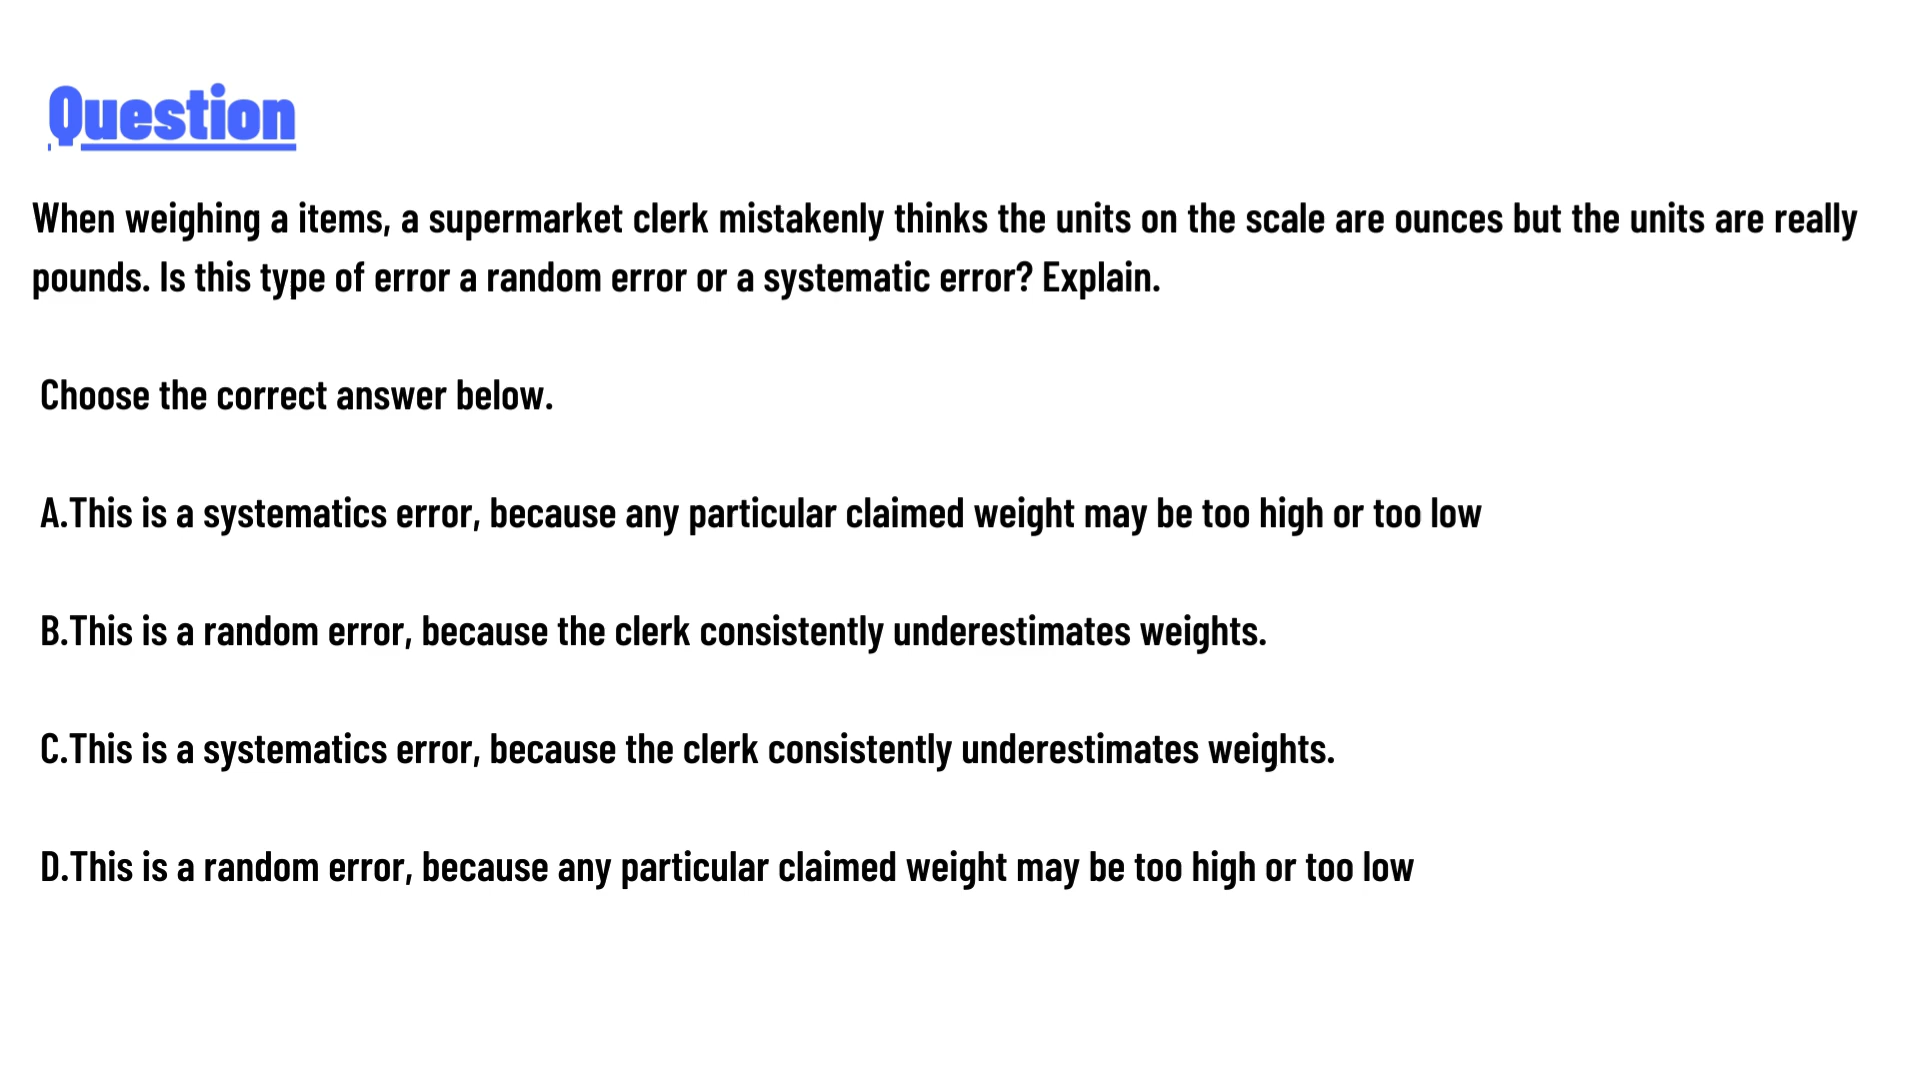 Question
When weighing a items, a supermarket clerk mistakenly thinks the units on the scale are ounces but the units are really
pounds. Is this type of error a random error or a systematic error? Explain.
Choose the correct answer below.
A.This is a systematics error, because any particular claimed weight may be too high or too low
B.This is a random error, because the clerk consistently underestimates weights.
C.This is a systematics error, because the clerk consistently underestimates weights.
D.This is a random error, because any particular claimed weight may be too high or too low